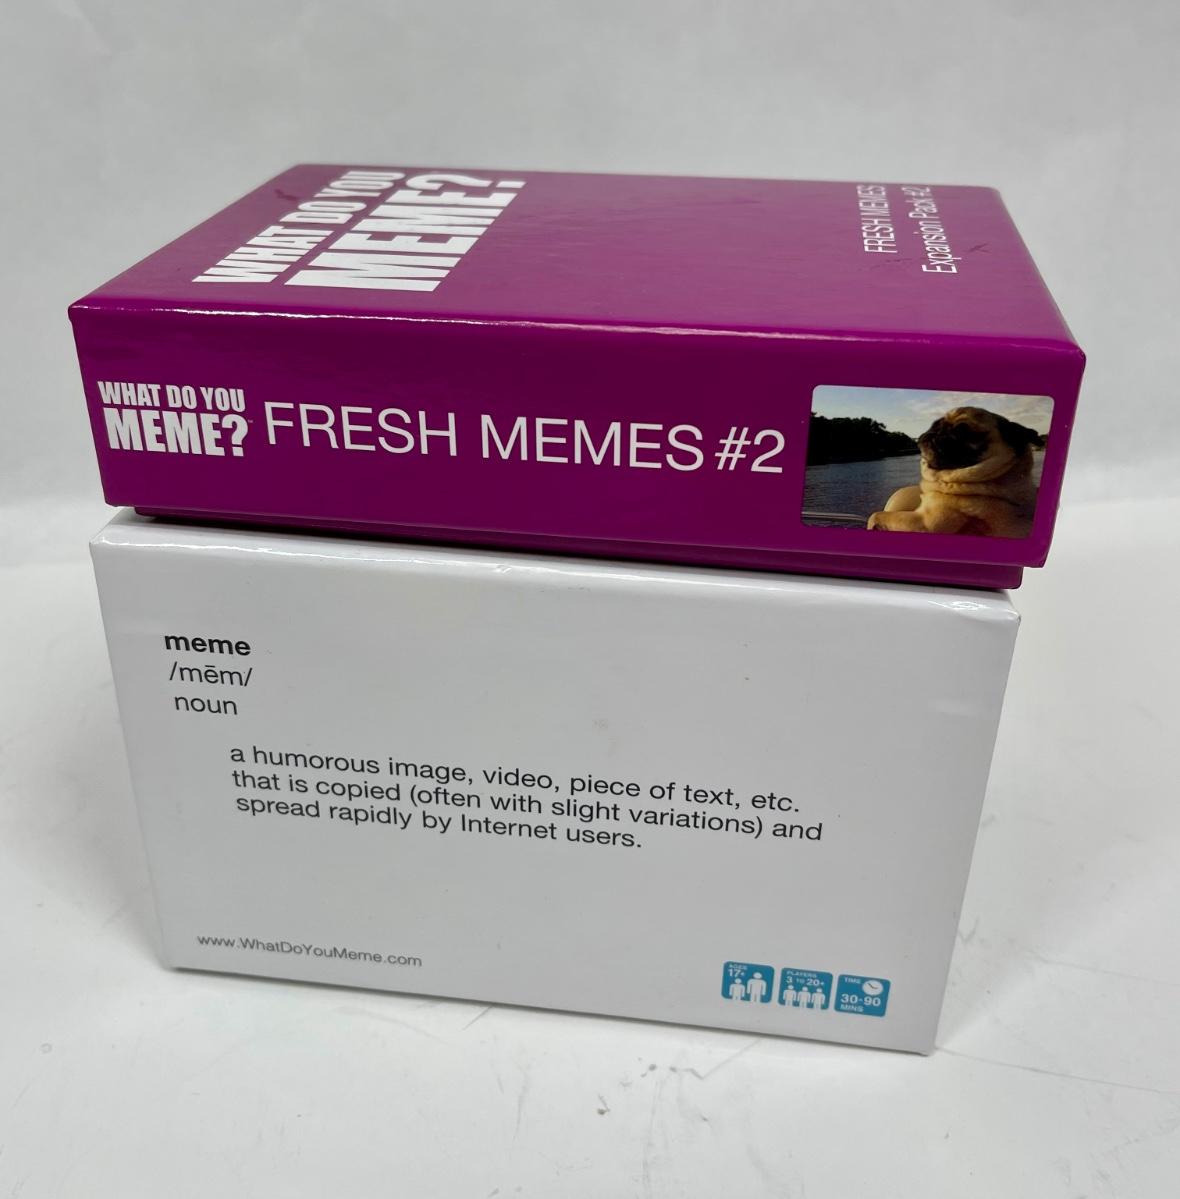 WHAT DO YOU
MEME?
FRESH MEMES
Expansion Pack #2
WHAT DO YOU
MEME?
FRESH MEMES #2
meme
/mēm/
noun
a humorous image, video, piece of text, etc.
that is copied (often with slight variations) and
spread rapidly by Internet users.
www.WhatDoYouMeme.com
AGES
17+
PLAYERS
3 TO 20+
TIME
30-90
MINS